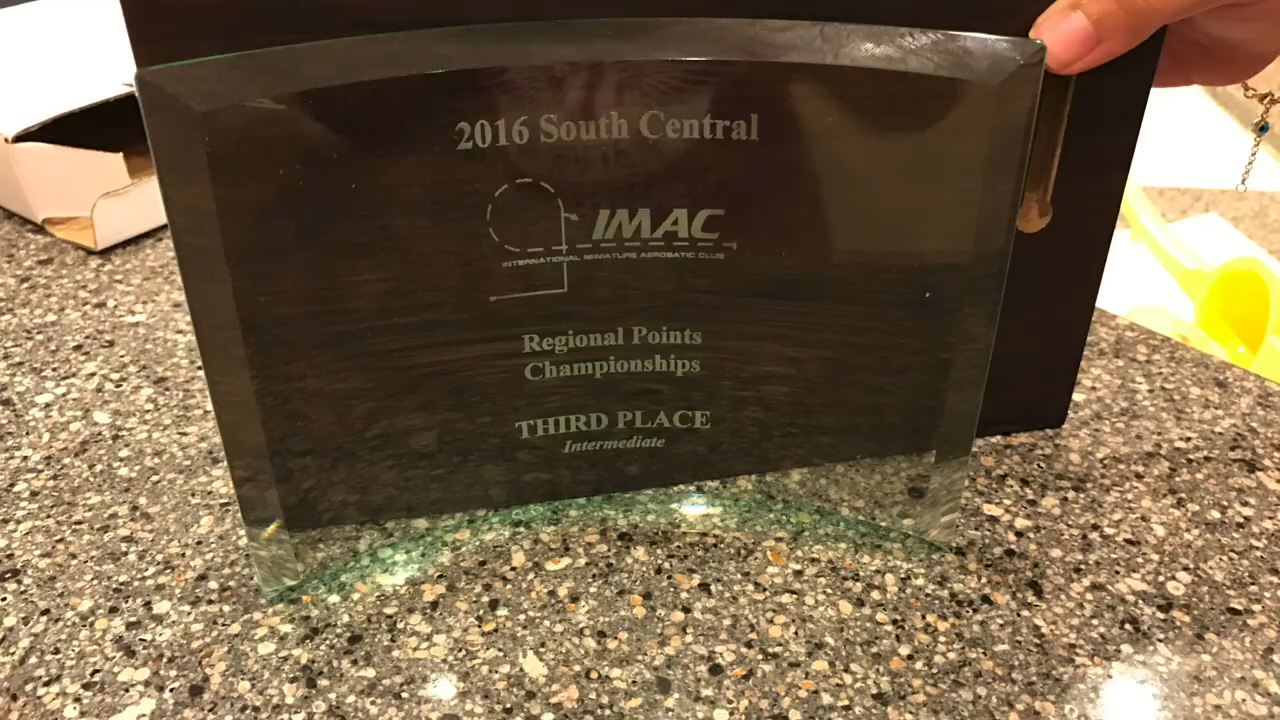 2016 South Central
IMAC
INTERNATIONAL MINIATURE AEROBATIC CLUB
Regional Points
Championships
THIRD PLACE
Intermediate